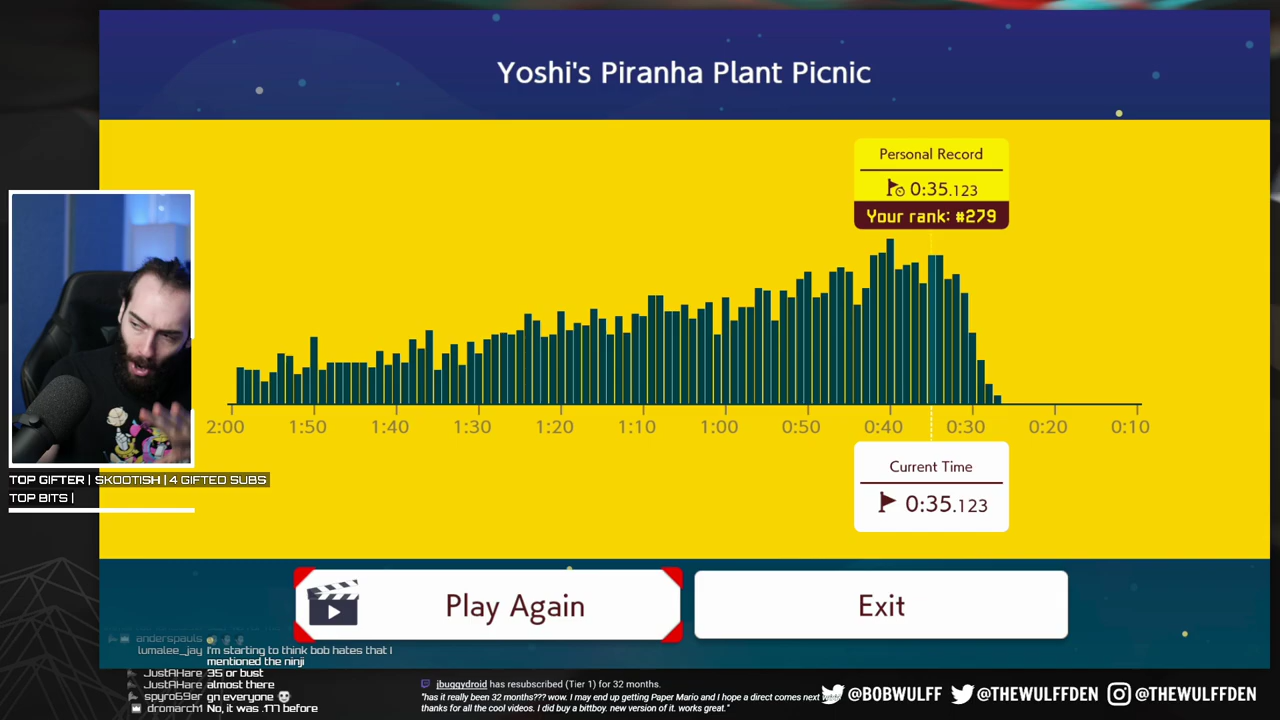 Yoshi's Piranha Plant Picnic
Personal Record
0:35.123
Your rank: #279
2:00 1:50 1:40 1:30 1:20 1:10 1:00 0:50 0:40 0:30 0:20 0:10
Current Time
0:35.123
TOP GIFTER | SKOOTISH | 4 GIFTED SUBS
TOP BITS |
Play Again
Exit
anderspauls
lumalee_jay I'm starting to think bob hates that I
mentioned the ninji
JustAHare 35 or bust
JustAHare almost there
spyro69er gn everyone
dromarch1 No, it was .177 before
jbuggydroid has resubscribed (Tier 1) for 32 months.
"has it really been 32 months??? wow. I may end up getting Paper Mario and I hope a direct comes next
thanks for all the cool videos. I did buy a bittboy. new version of it. works great."
@BOBWULFF @THEWULFFDEN @THEWULFFDEN